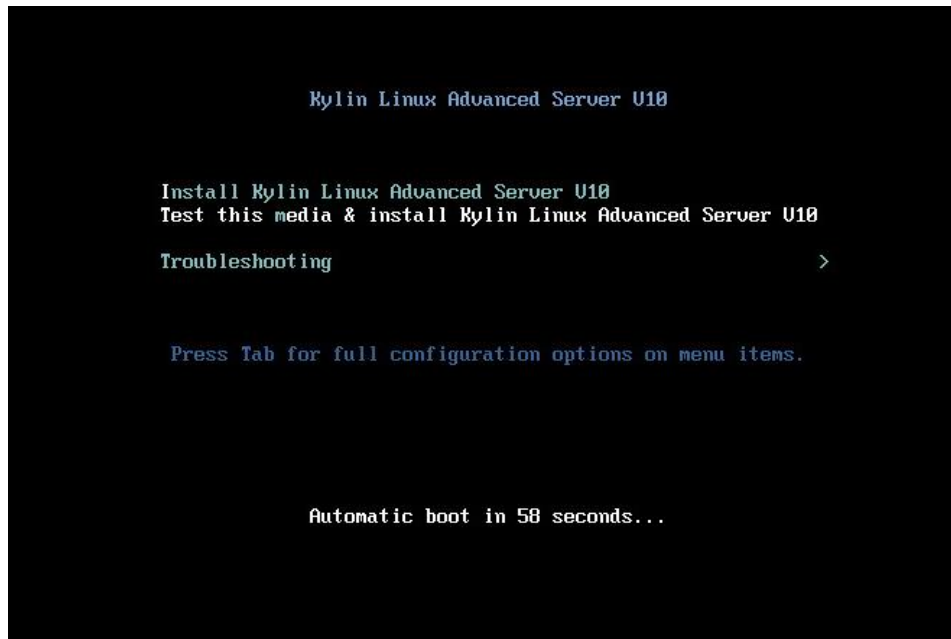 Kylin Linux Advanced Server V10
Install Kylin Linux Advanced Server V10
Test this media & install Kylin Linux Advanced Server V10
Troubleshooting >
Press Tab for full configuration options on menu items.
Automatic boot in 58 seconds...